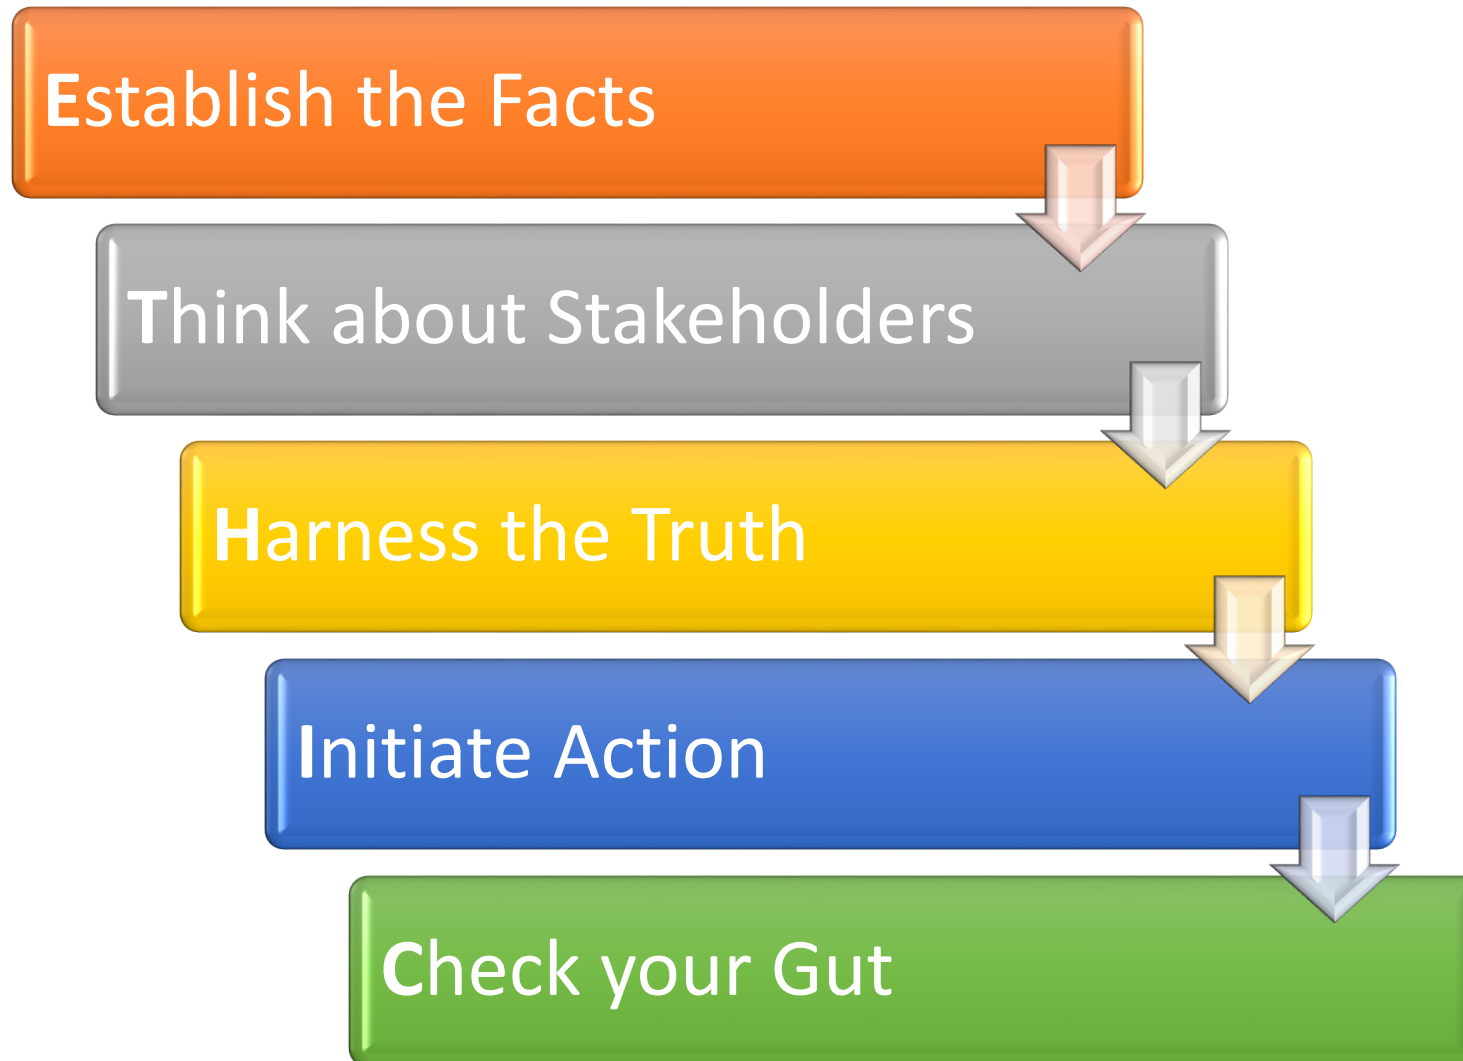 Establish the Facts
Think about Stakeholders
Harness the Truth
Initiate Action
Check your Gut